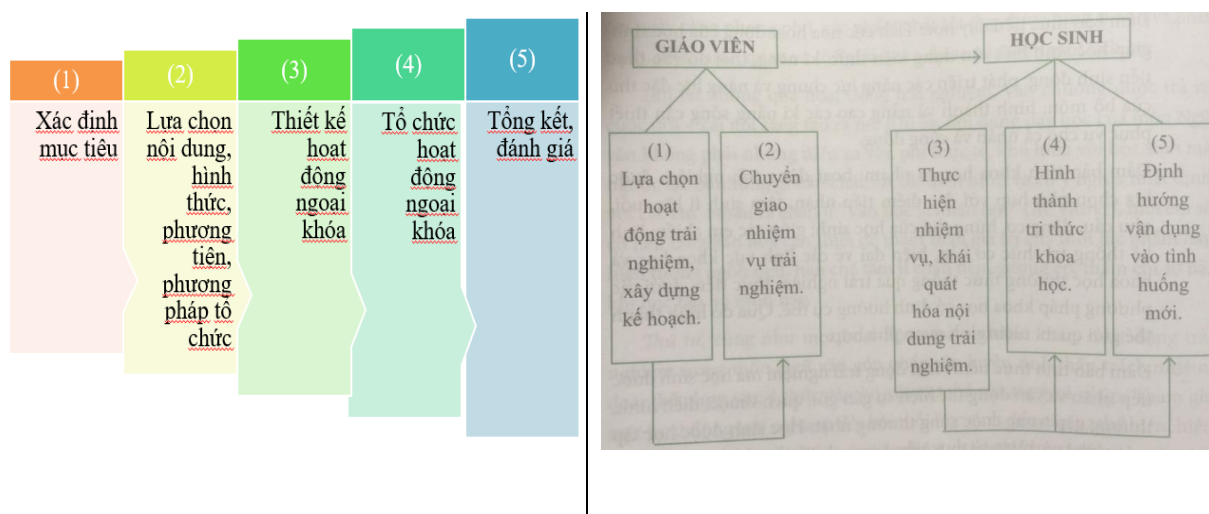 (1)
Xác định
mục tiêu
(2)
Lựa chọn
nội dung,
hình
thức,
phương
tiên,
phương
pháp tổ
chức
(3)
Thiết kế
hoạt
động
ngoại
khóa
(4)
Tổ chức
hoạt
động
ngoại
khóa
(5)
Tổng kết,
đánh giá
GIÁO VIÊN
HỌC SINH
(1)
Lựa chọn
hoạt
động trải
nghiệm,
xây dựng
kế hoạch.
(2)
Chuyển
giao
nhiệm
vụ trải
nghiệm.
(3)
Thực
hiện
nhiệm
vụ, khái
quát
hóa nội
dung trải
nghiệm.
(4)
Hình
thành
tri thức
khoa
học.
(5)
Định
hướng
vận dụng
vào tình
huống
mới.